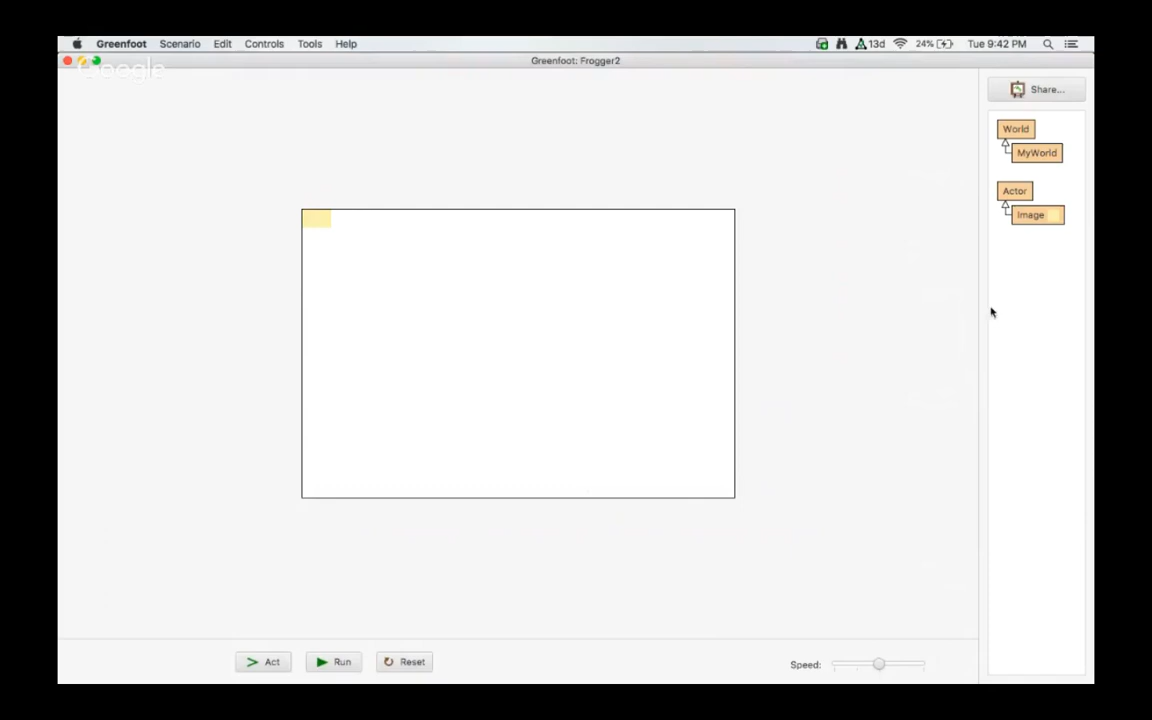 Greenfoot Scenario Edit Controls Tools Help 13d 24% Tue 9:42 PM
Greenfoot: Frogger2
Google
Share...
World
MyWorld
Actor
Image
Act Run Reset Speed: